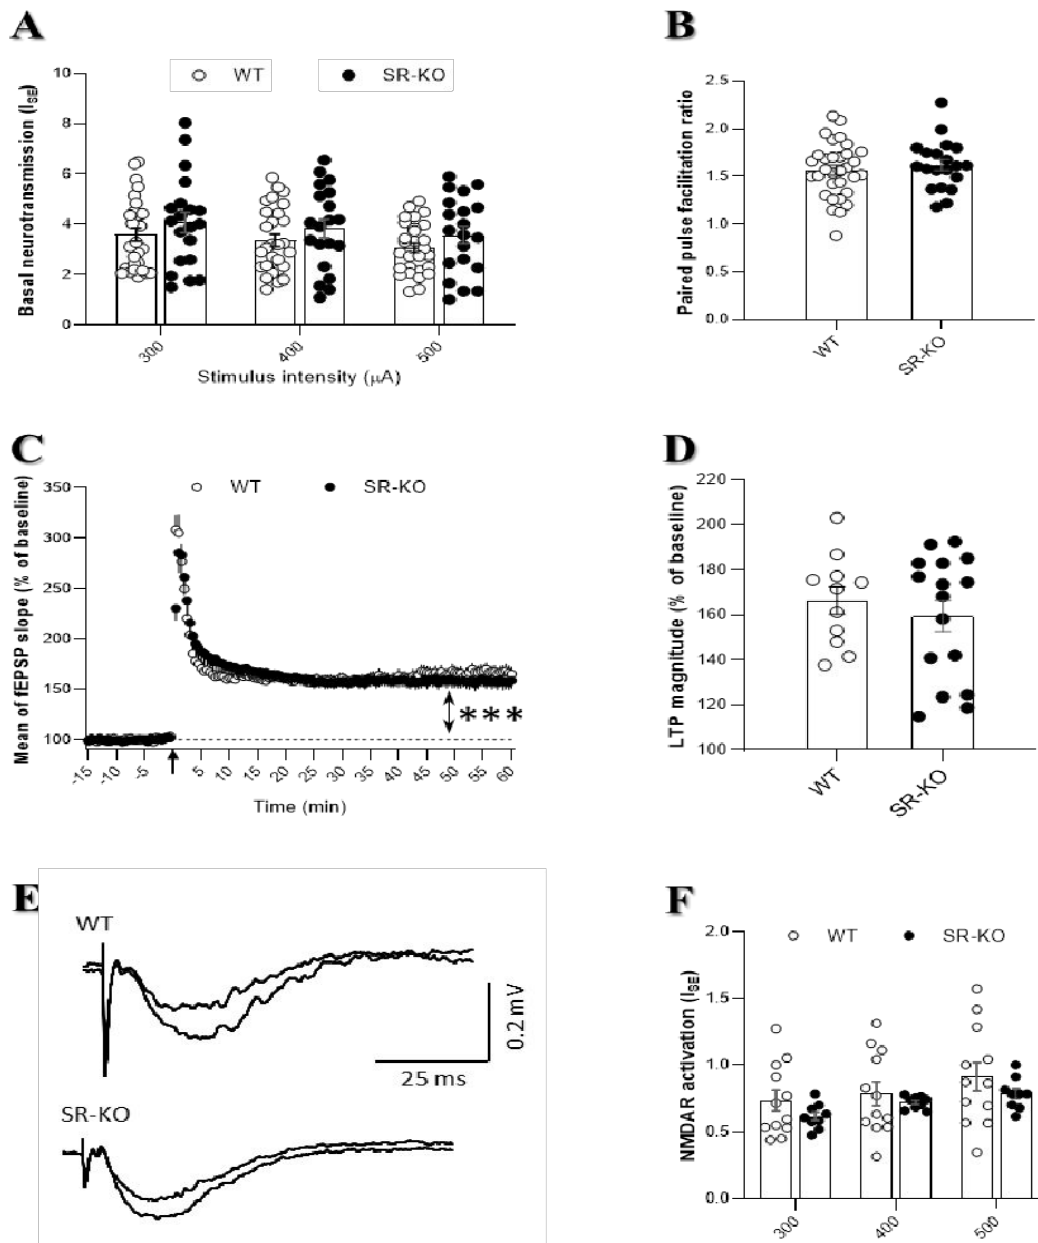 A
Basal neurotransmission (ISE)
WT SR-KO
10
8
6
4
2
0
300 400 500
Stimulus intensity (μA)
B
Paired pulse facilitation ratio
2.5
2.0
1.5
1.0
0.5
0.0
WT SR-KO
C
Mean of fEPSP slope (% of baseline)
WT SR-KO
350
300
250
200
150
100
***
-15 -10 -5 5 10 15 20 25 30 35 40 45 50 55 60
Time (min)
D
LTP magnitude (% of baseline)
220
200
180
160
140
120
100
WT SR-KO
E
WT
0.2 mV
25 ms
SR-KO
F
NMDAR activation (ISE)
WT SR-KO
2.0
1.5
1.0
0.5
0.0
300 400 500